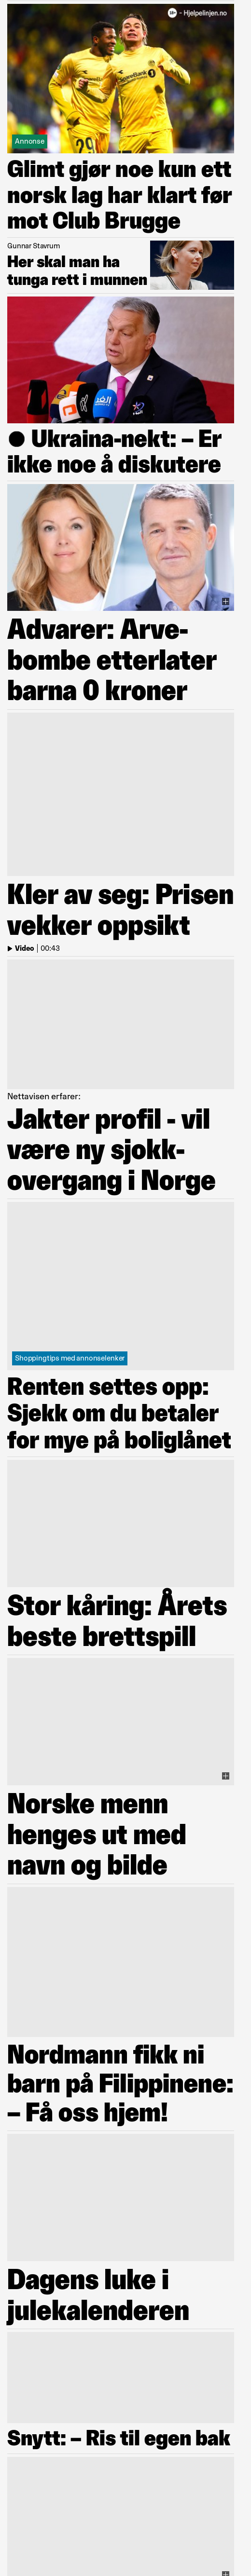 18+ - Hjelpelinjen.no
Annonse
Glimt gjør noe kun ett
norsk lag har klart før
mot Club Brugge
Gunnar Stavrum
Her skal man ha
tunga rett i munnen
● Ukraina-nekt: – Er
ikke noe å diskutere
Advarer: Arve-
bombe etterlater
barna 0 kroner
Kler av seg: Prisen
vekker oppsikt
Video | 00:43
Nettavisen erfarer:
Jakter profil - vil
være ny sjokk-
overgang i Norge
Shoppingtips med annonselenker
Renten settes opp:
Sjekk om du betaler
for mye på boliglånet
Stor kåring: Årets
beste brettspill
Norske menn
henges ut med
navn og bilde
Nordmann fikk ni
barn på Filippinene:
– Få oss hjem!
Dagens luke i
julekalenderen
Snytt: – Ris til egen bak